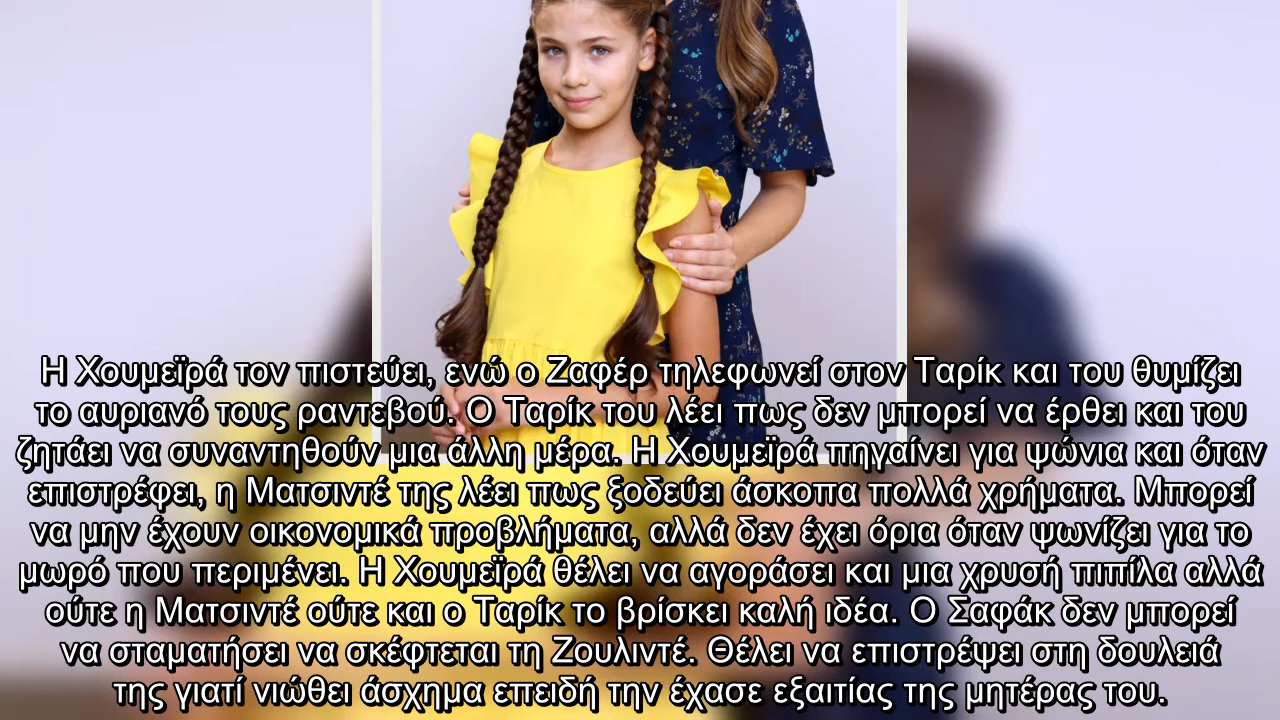 Η Χουμεϊρά τον πιστεύει, ενώ ο Ζαφέρ τηλεφωνεί στον Ταρίκ και του θυμίζει
το αυριανό τους ραντεβού. Ο Ταρίκ του λέει πως δεν μπορεί να έρθει και του
ζητάει να συναντηθούν μια άλλη μέρα. Η Χουμεϊρά πηγαίνει για ψώνια και όταν
επιστρέφει, η Ματσιντέ της λέει πως ξοδεύει άσκοπα πολλά χρήματα. Μπορεί
να μην έχουν οικονομικά προβλήματα, αλλά δεν έχει όρια όταν ψωνίζει για το
μωρό που περιμένει. Η Χουμεϊρά θέλει να αγοράσει και μια χρυσή πιπίλα αλλά
ούτε η Ματσιντέ ούτε και ο Ταρίκ το βρίσκει καλή ιδέα. Ο Σαφάκ δεν μπορεί
να σταματήσει να σκέφτεται τη Ζουλιντέ. Θέλει να επιστρέψει στη δουλειά
της γιατί νιώθει άσχημα επειδή την έχασε εξαιτίας της μητέρας του.